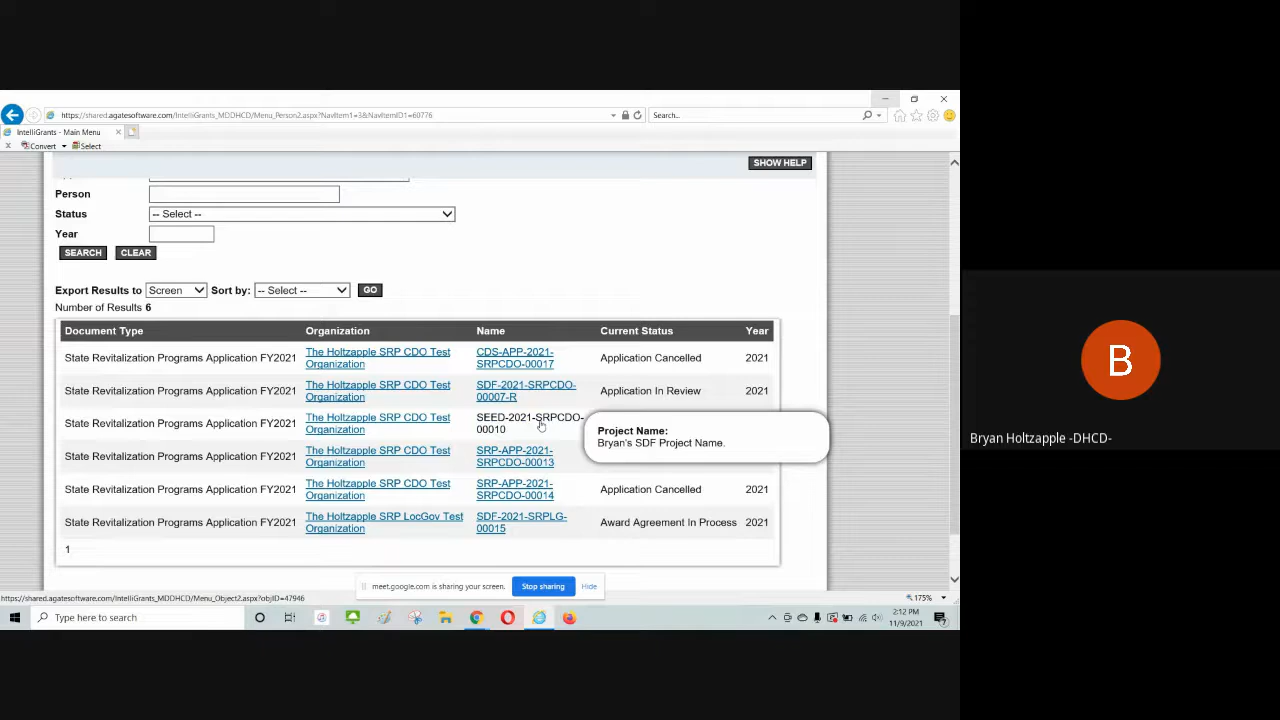 https://shared.agatesoftware.com/IntelliGrants_MDDHCD/Menu_Person2.aspx?NavItem1=3&NavItemID1=60776
Search...
IntelliGrants - Main Menu
x
x Convert Select
SHOW HELP
Person
Status -- Select --
Year
SEARCH CLEAR
Export Results to Screen Sort by: -- Select -- GO
Number of Results 6
Document Type Organization Name Current Status Year
State Revitalization Programs Application FY2021 The Holtzapple SRP CDO Test Organization CDS-APP-2021-SRPCDO-00017 Application Cancelled 2021
State Revitalization Programs Application FY2021 The Holtzapple SRP CDO Test Organization SDF-2021-SRPCDO-00007-R Application In Review 2021
State Revitalization Programs Application FY2021 The Holtzapple SRP CDO Test Organization SEED-2021-SRPCDO-00010
Project Name:
Bryan's SDF Project Name.
State Revitalization Programs Application FY2021 The Holtzapple SRP CDO Test Organization SRP-APP-2021-SRPCDO-00013 2021
State Revitalization Programs Application FY2021 The Holtzapple SRP CDO Test Organization SRP-APP-2021-SRPCDO-00014 Application Cancelled 2021
State Revitalization Programs Application FY2021 The Holtzapple SRP LocGov Test Organization SDF-2021-SRPLG-00015 Award Agreement In Process 2021
1
meet.google.com is sharing your screen. Stop sharing Hide
https://shared.agatesoftware.com/IntelliGrants_MDDHCD/Menu_Object2.aspx?objID=47946
175%
Type here to search
2:12 PM
11/9/2021
B
Bryan Holtzapple -DHCD-